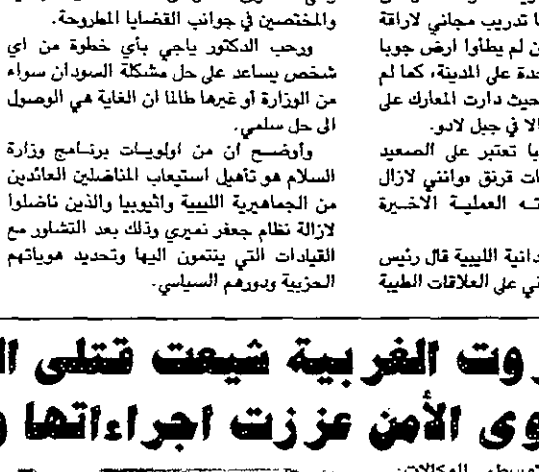 والمختصين في جوانب القضايا المطروحة.
ورحب الدكتور ياجي بأي خطوة من اي
شخص يساعد على حل مشكلة السودان سواء
من الوزارة أو غيرها طالما ان الغاية هي الوصول
الى حل سلمي.
وأوضح ان من اولويات برنامج وزارة
السلام هو تأهيل استيعاب المناضلين العائدين
من الجماهيرية الليبية واثيوبيا والذين ناضلوا
لازالة نظام جعفر نميري وذلك بعد التشاور مع
القيادات التي ينتمون اليها وتحديد هوياتهم
الحزبية ودورهم السياسي.
ا تدريب مجاني لاراقة
ن لم يطأوا ارض جوبا
حدة على المدينة، كما لم
حيث دارت المعارك على
الا في جبل لادو.
يا تعتبر على الصعيد
ات قرنق «وانني لازال
ته العملية الاخيرة
دانية الليبية قال رئيس
ني على العلاقات الطيبة
روت الغربية شيعت قتلى ال
وى الأمن عززت اجراءاتها و